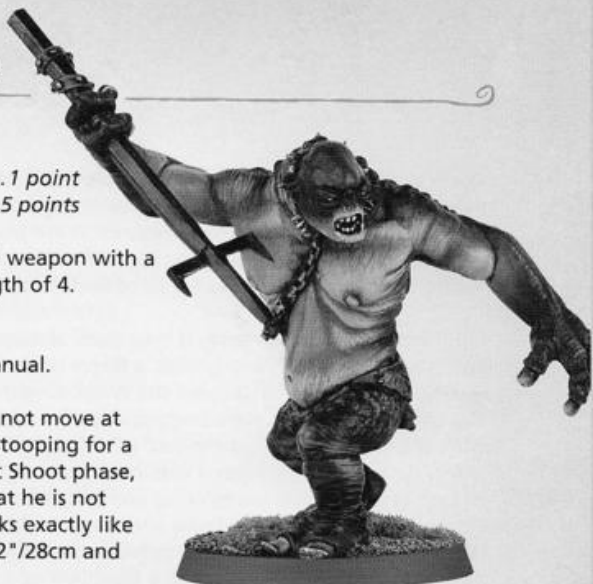 . 1 point
5 points
weapon with a
gth of 4.
nual.
not move at
tooping for a
t Shoot phase,
at he is not
ks exactly like
2"/28cm and